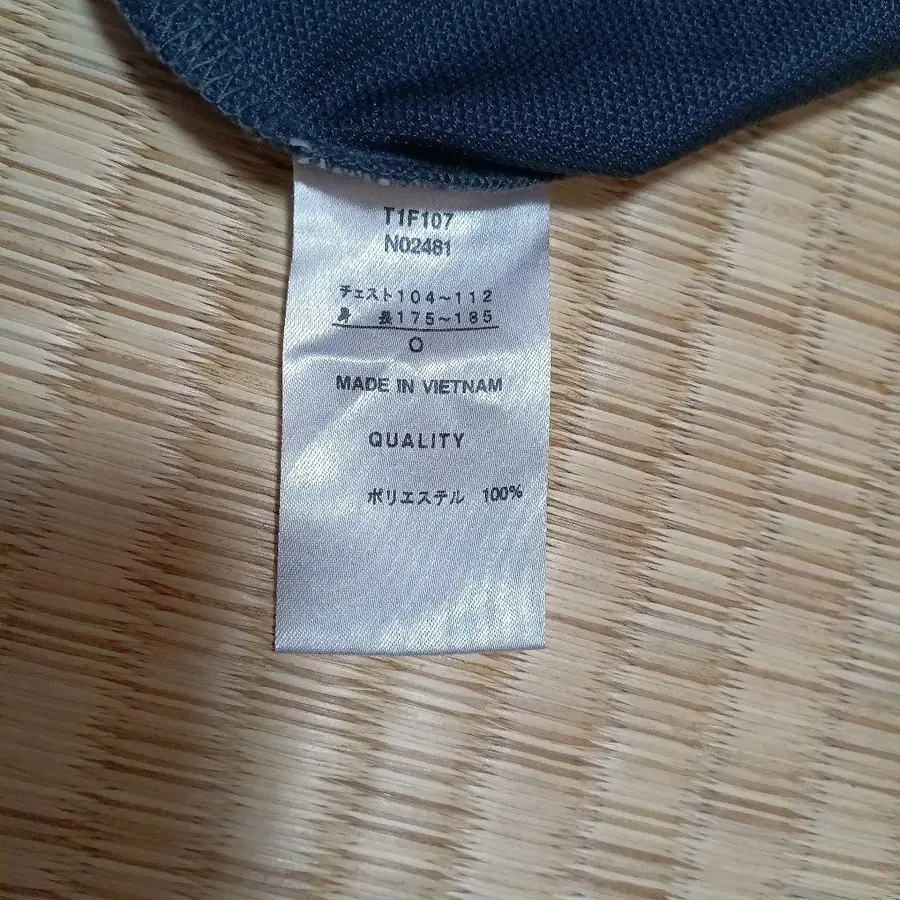 T1F107
N02481
チェスト104~112
身 長175~185
O
MADE IN VIETNAM
QUALITY
ポリエステル 100%